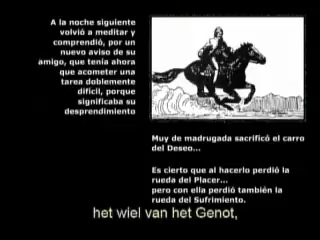 A la noche siguiente
volvió a meditar y
comprendió, por un
nuevo aviso de su
amigo, que tenía ahora
que acometer una
tarea doblemente
difícil, porque
significaba su
desprendimiento
Muy de madrugada sacrificó el carro
del Deseo...
Es cierto que al hacerlo perdió la
rueda del Placer...
pero con ella perdió también la
rueda del Sufrimiento.
het wiel van het Genot,